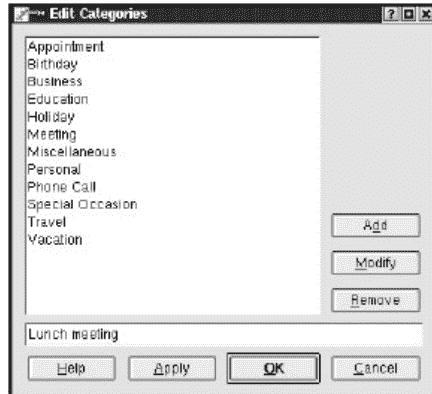 Edit Categories
Appointment
Birthday
Business
Education
Holiday
Meeting
Miscellaneous
Personal
Phone Call
Special Occasion
Travel
Vacation
Add
Modify
Remove
Lunch meeting
Help Apply OK Cancel